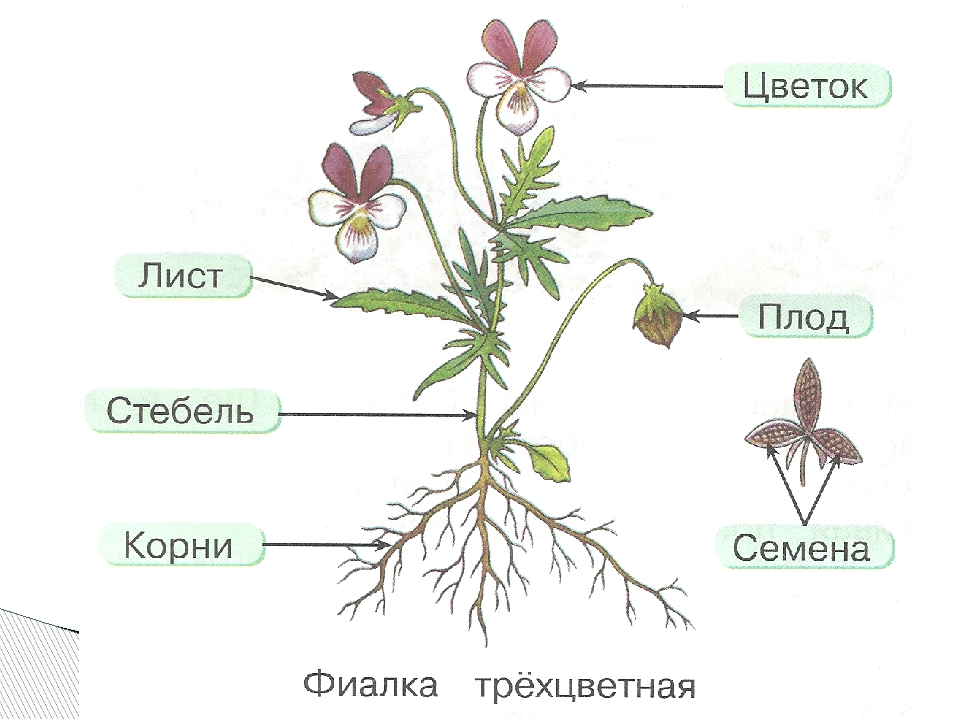 Цветок
Лист
Плод
Стебель
Корни
Семена
Фиалка трёхцветная